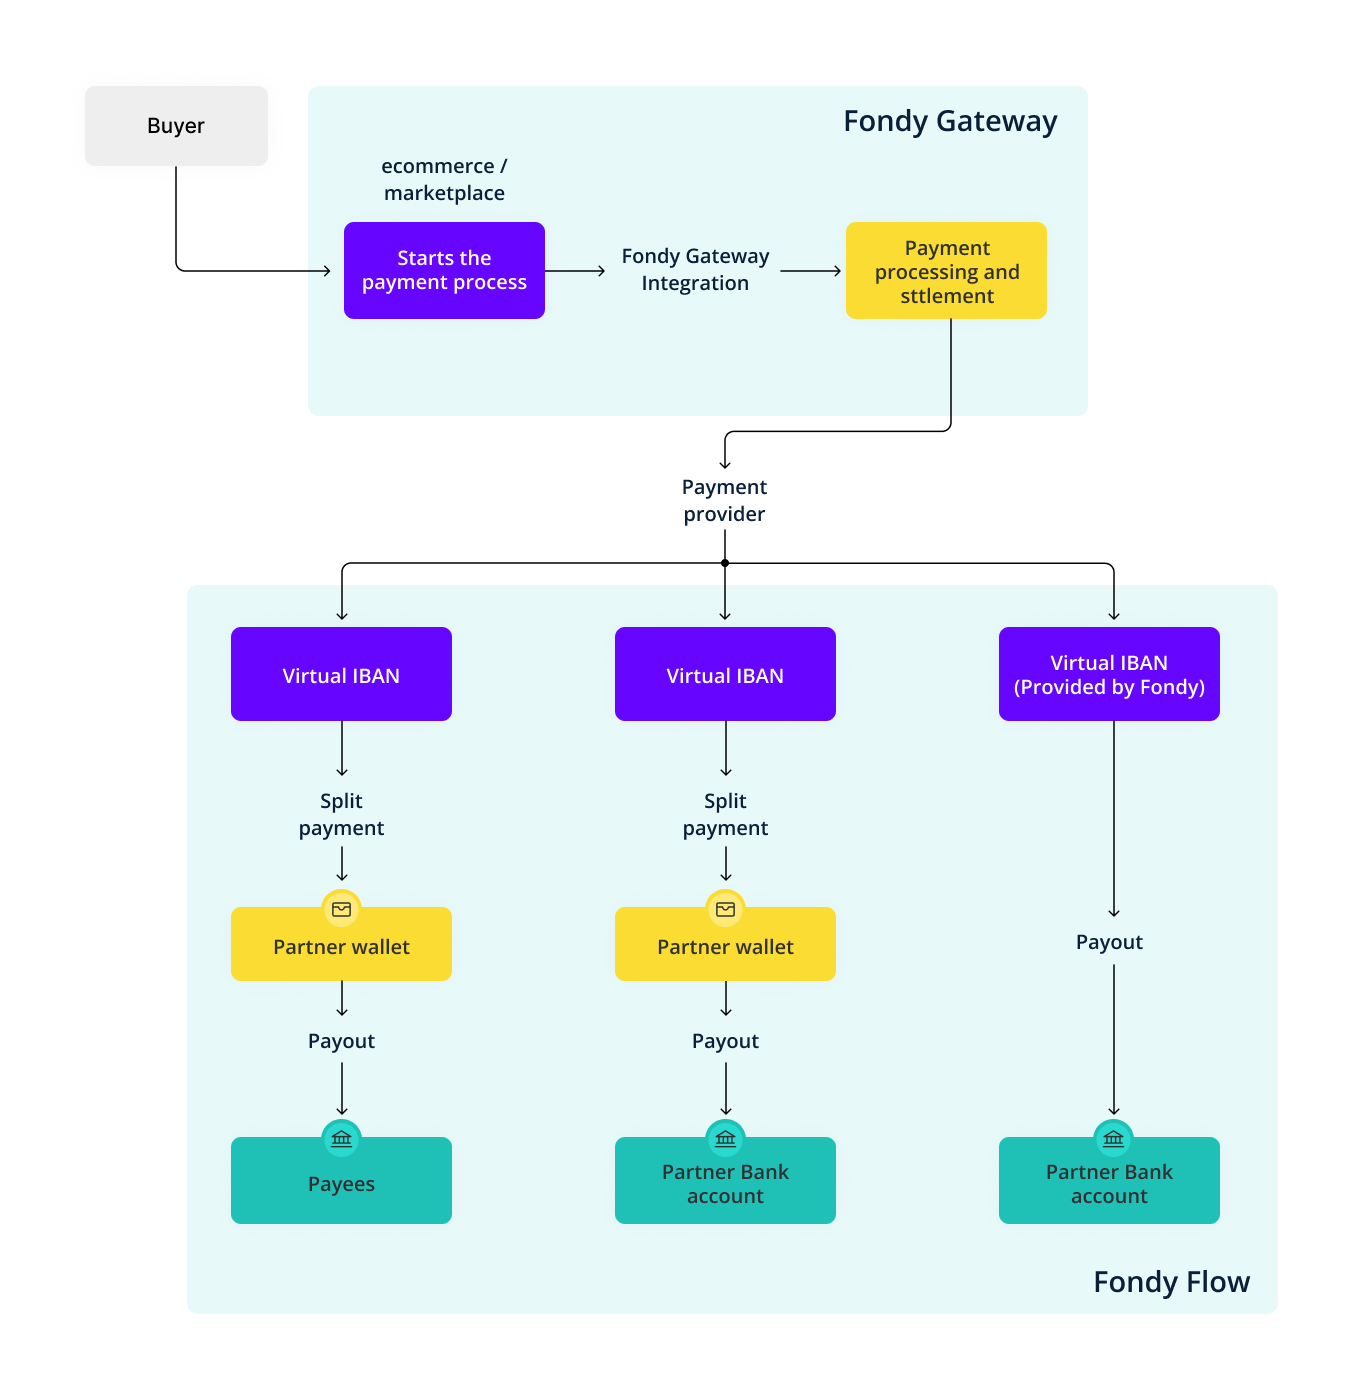 Buyer
Fondy Gateway
ecommerce /
marketplace
Starts the
payment process
Fondy Gateway
Integration
Payment
processing and
sttlement
Payment
provider
Virtual IBAN
Virtual IBAN
Virtual IBAN
(Provided by Fondy)
Split
payment
Split
payment
Partner wallet
Partner wallet
Payout
Payout
Payout
Payees
Partner Bank
account
Partner Bank
account
Fondy Flow